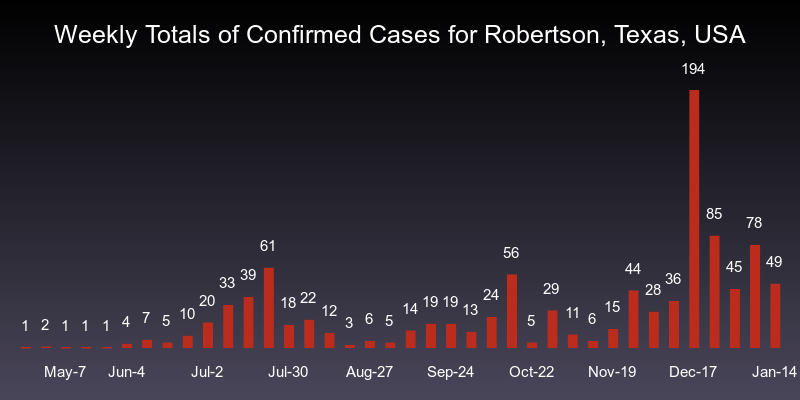 Weekly Totals of Confirmed Cases for Robertson, Texas, USA
1 2 1 1 1 4 7 5 10 20 33 39 61 18 22 12 3 6 5 14 19 19 13 24 56 5 29 11 6 15 44 28 36 194 85 45 78 49
May-7 Jun-4 Jul-2 Jul-30 Aug-27 Sep-24 Oct-22 Nov-19 Dec-17 Jan-14